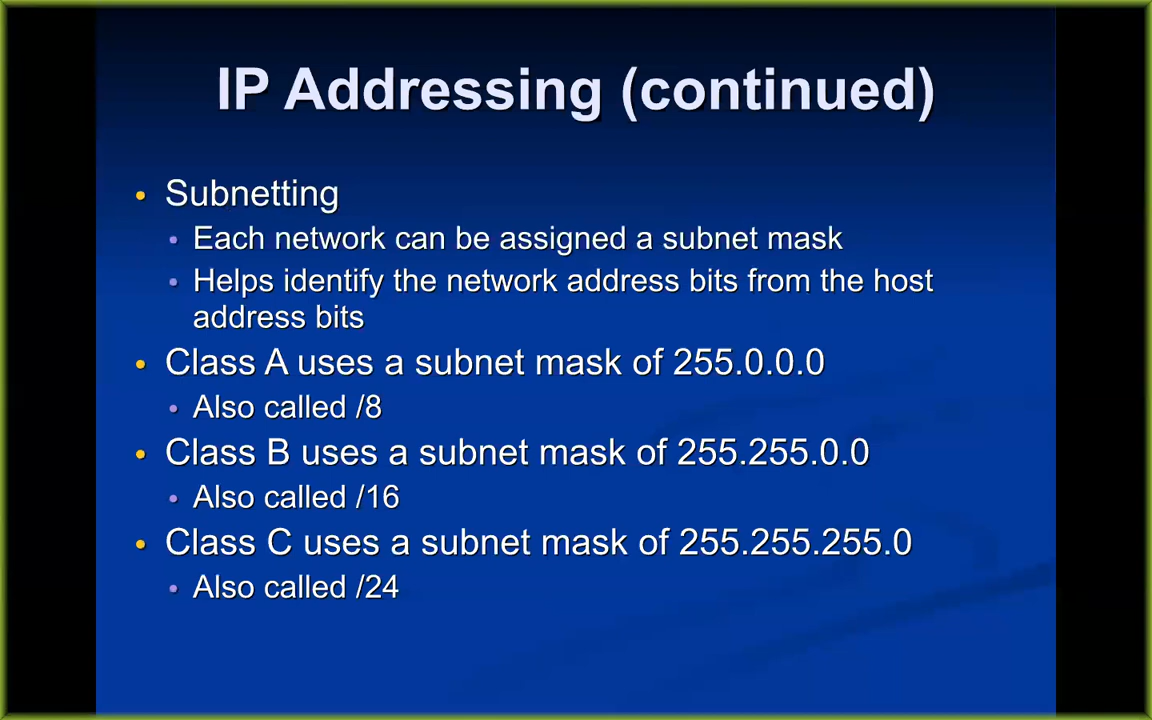 IP Addressing (continued)
• Subnetting
• Each network can be assigned a subnet mask
• Helps identify the network address bits from the host
address bits
• Class A uses a subnet mask of 255.0.0.0
• Also called /8
• Class B uses a subnet mask of 255.255.0.0
• Also called /16
• Class C uses a subnet mask of 255.255.255.0
• Also called /24